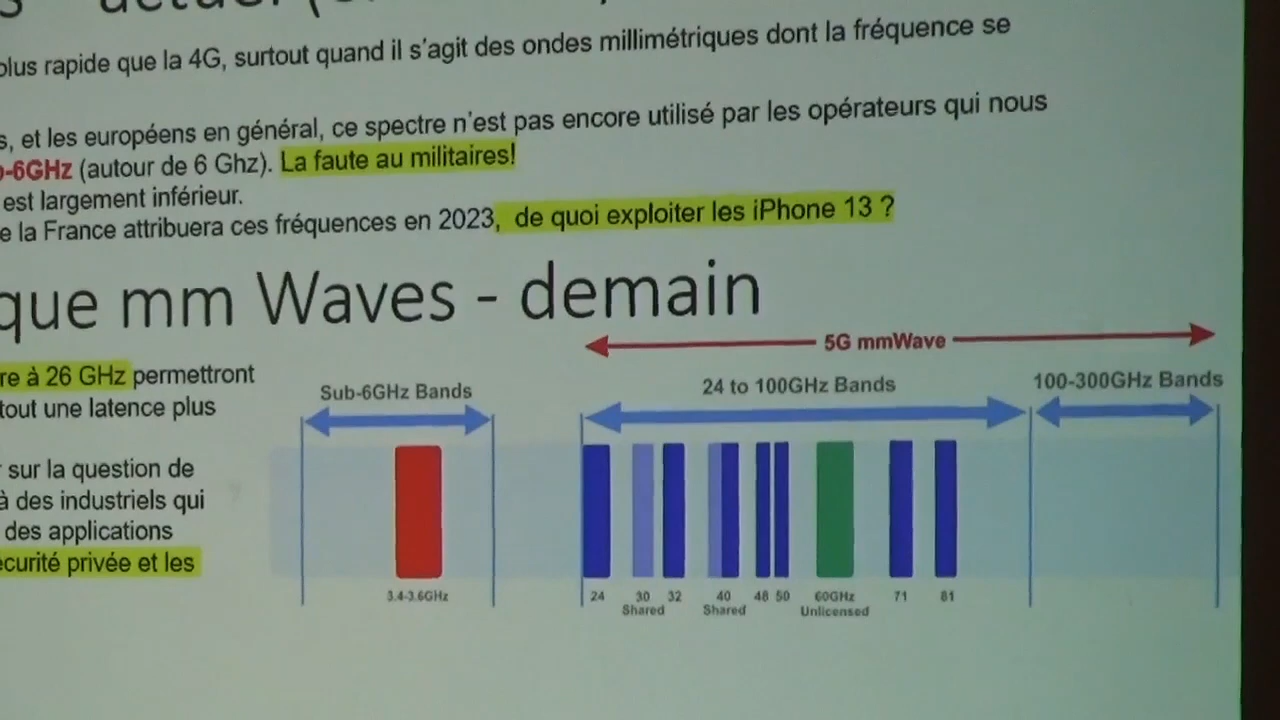 actuel
plus rapide que la 4G, surtout quand il s'agit des ondes millimétriques dont la fréquence se
s, et les européens en général, ce spectre n'est pas encore utilisé par les opérateurs qui nous
-6GHz (autour de 6 Ghz). La faute au militaires!
est largement inférieur.
e la France attribuera ces fréquences en 2023, de quoi exploiter les iPhone 13 ?
que mm Waves - demain
re à 26 GHz permettront
tout une latence plus
sur la question de
à des industriels qui
des applications
écurité privée et les
5G mmWave
Sub-6GHz Bands
24 to 100GHz Bands
100-300GHz Bands
3.4-3.6GHz
24 30 32 40 48 50 60GHz 71 81
Shared Shared Unlicensed